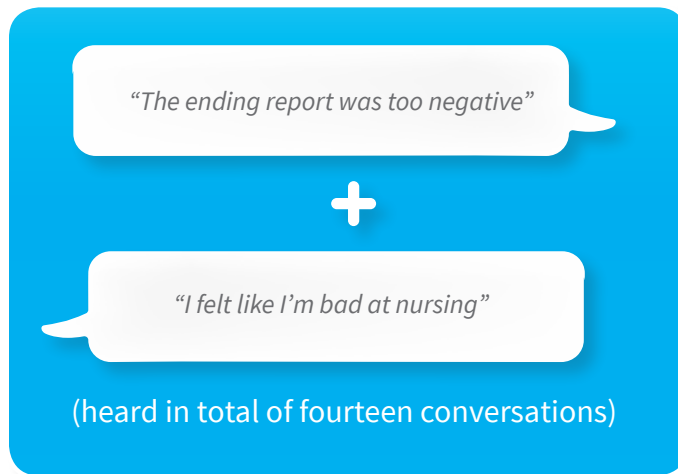 “The ending report was too negative”
+
“I felt like I’m bad at nursing”
(heard in total of fourteen conversations)